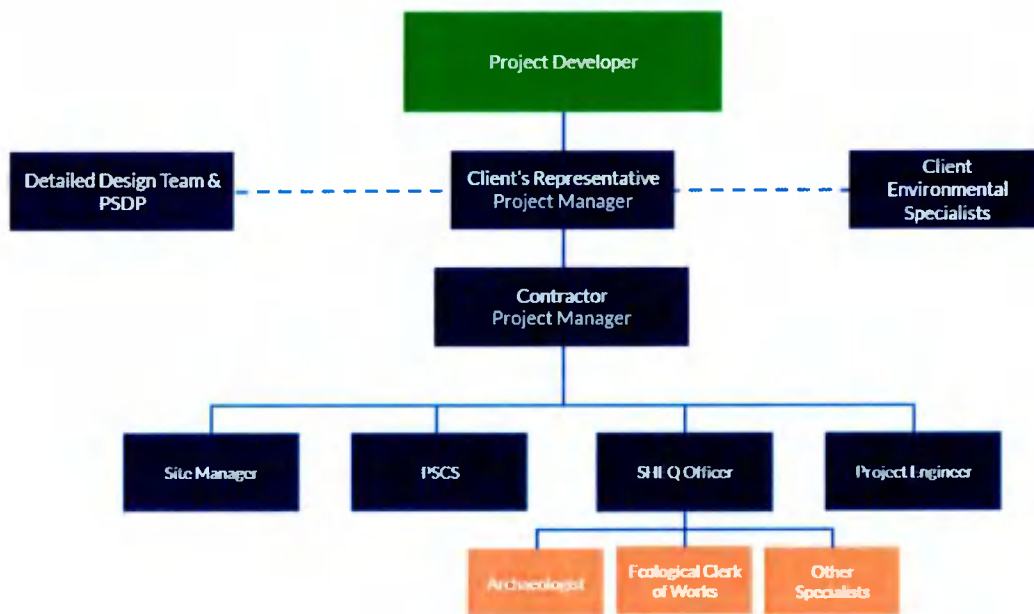 Project Developer
Detailed Design Team &
PSDP
Client's Representative
Project Manager
Client
Environmental
Specialists
Contractor
Project Manager
Site Manager
PSCS
SHEQ Officer
Project Engineer
Archaeologist
Ecological Clerk
of Works
Other
Specialists